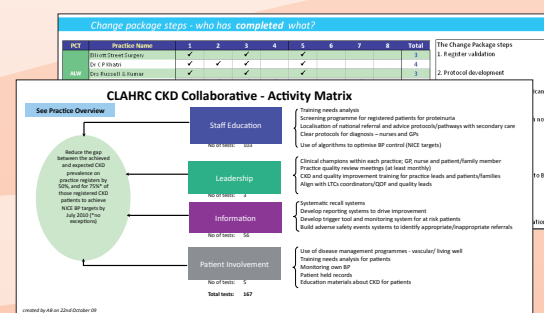 Change package steps - who has completed what?
PCT Practice Name 1 2 3 4 5 6 7 8 Total
Elliott Street Surgery ✓ ✓ ✓ 3
Dr C P Khatri ✓ ✓ ✓ ✓ 4
ALW Drs Russell & Kumar ✓ ✓ ✓ 3
The Change Package steps
1. Register validation
2. Protocol development
CLAHRC CKD Collaborative - Activity Matrix
See Practice Overview
Reduce the gap
between the achieved
and expected CKD
prevalence on
practice registers by
50%, and for 75%* of
those registered CKD
patients to achieve
NICE BP targets by
July 2010 (*no
exceptions)
Staff Education
No of tests: 103
Training needs analysis
Screening programme for registered patients for proteinuria
Localisation of national referral and advice protocols/pathways with secondary care
Clear protocols for diagnosis – nurses and GPs
Use of algorithms to optimise BP control (NICE targets)
Leadership
No of tests: 3
Clinical champions within each practice; GP, nurse and patient/family member
Practice quality review meetings (at least monthly)
CKD and quality improvement training for practice leads and patients/families
Align with LTCs coordinators/QOF and quality leads
Information
No of tests: 56
Systematic recall systems
Develop reporting systems to drive improvement
Develop trigger tool and monitoring system for at risk patients
Build adverse safety events systems to identify appropriate/inappropriate referrals
Patient Involvement
No of tests: 5
Use of disease management programmes - vascular/ living well
Training needs analysis for patients
Monitoring own BP
Patient held records
Education materials about CKD for patients
Total tests: 167
created by AB on 22nd October 09